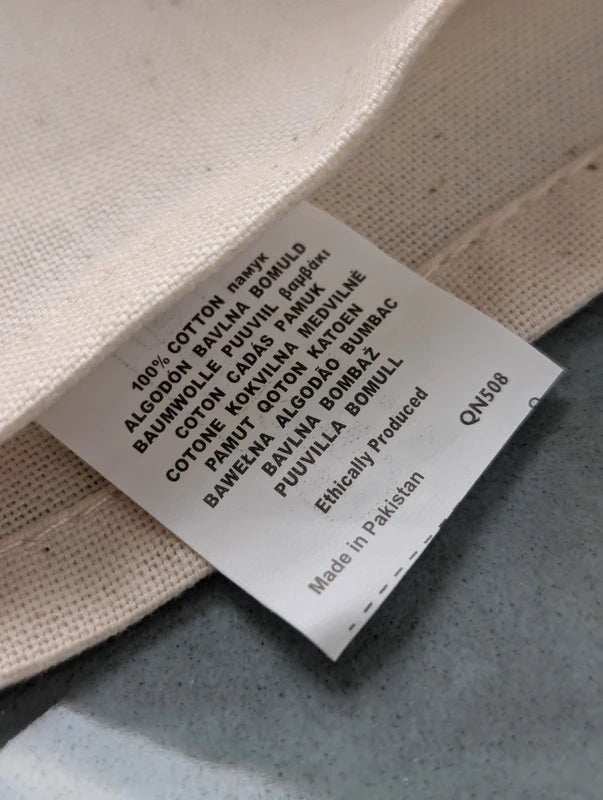 100% COTTON памук
ALGODÓN BAVLNA BOMULD
BAUMWOLLE PUUVIIL βαμβάκι
COTON CADÁS PAMUK
COTONE KOKVILNA MEDVILNĖ
PAMUT QOTON KATOEN
BAWEŁNA ALGODÃO BUMBAC
BAVLNA BOMBAŽ
PUUVILLA BOMULL
Ethically Produced
QN508
Made in Pakistan